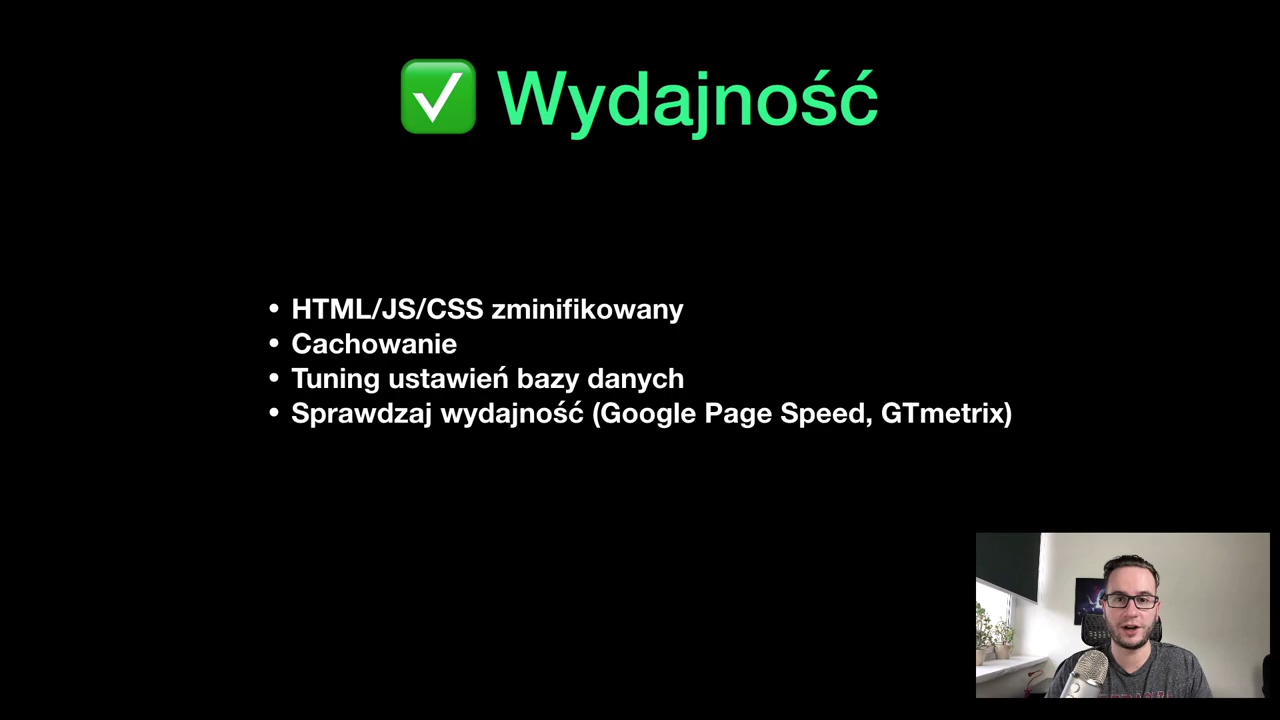 ✅ Wydajność
• HTML/JS/CSS zminifikowany
• Cachowanie
• Tuning ustawień bazy danych
• Sprawdzaj wydajność (Google Page Speed, GTmetrix)